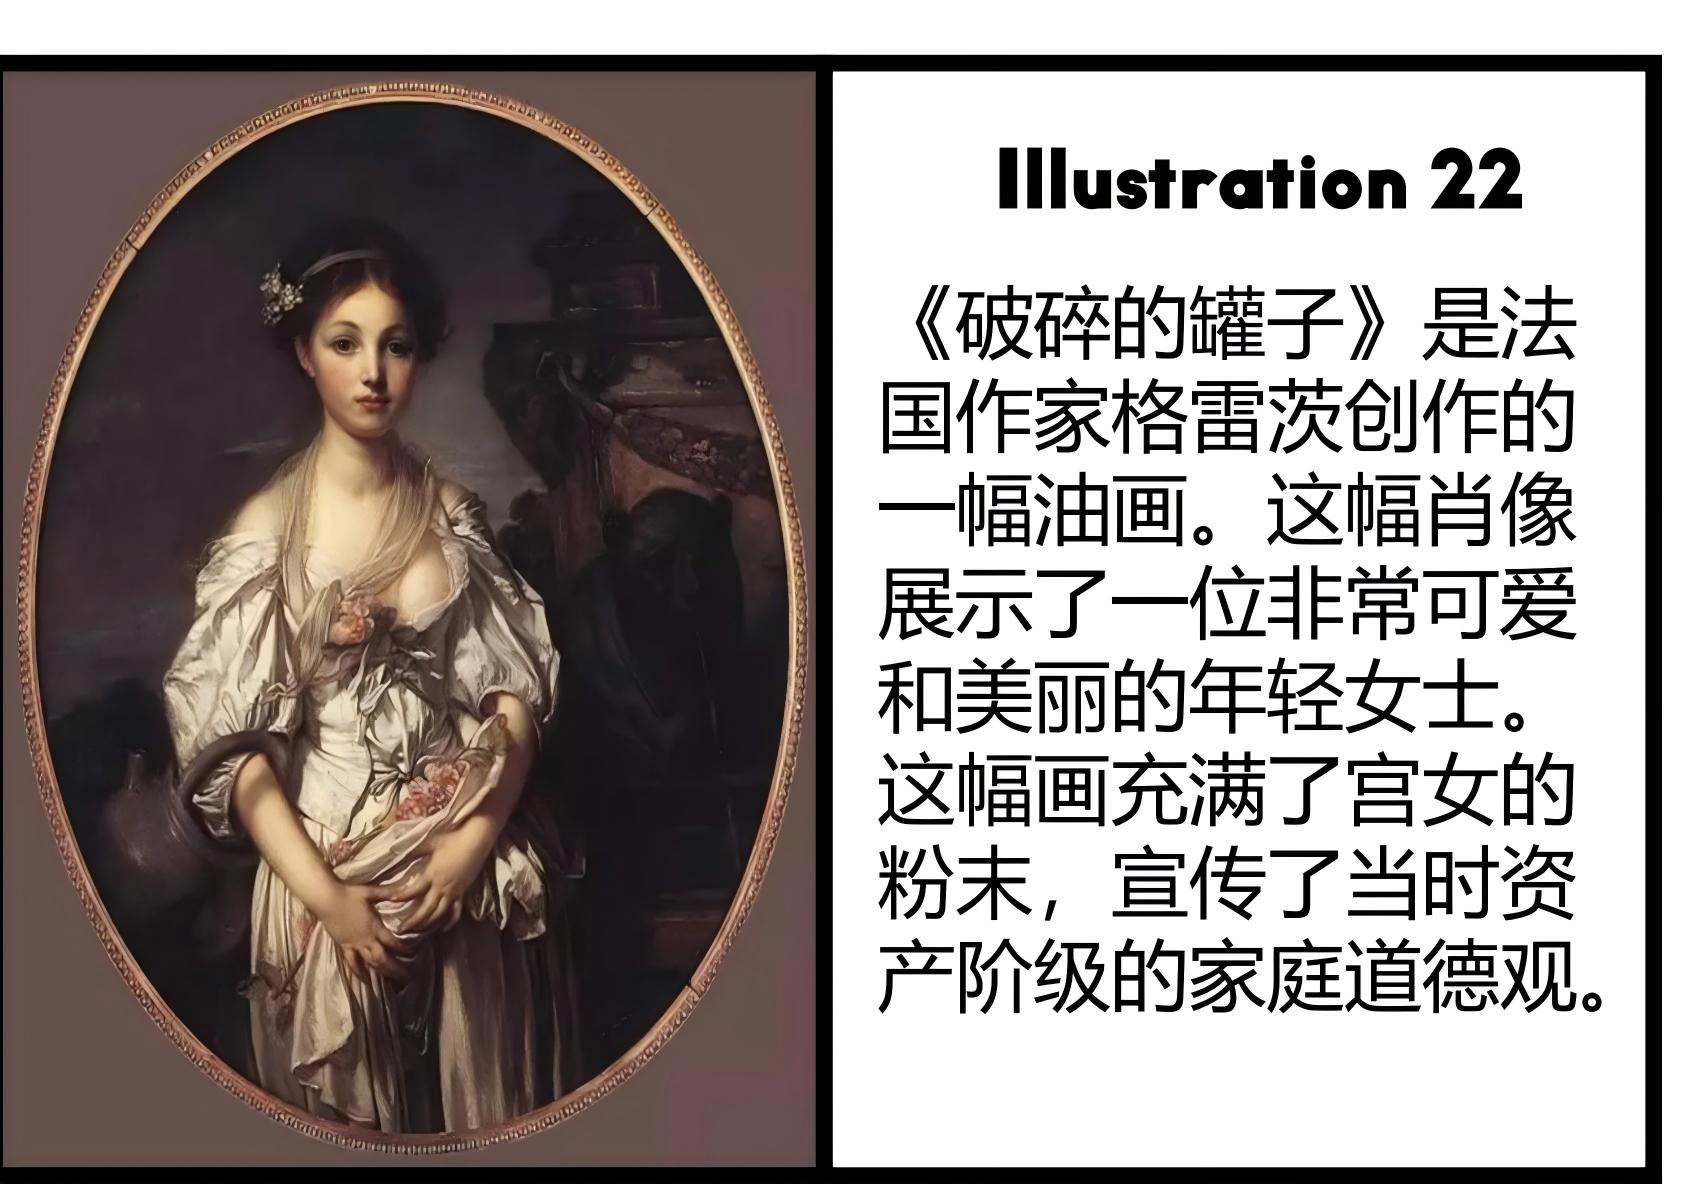 Illustration 22
《破碎的罐子》是法
国作家格雷茨创作的
一幅油画。这幅肖像
展示了一位非常可爱
和美丽的年轻女士。
这幅画充满了宫女的
粉末，宣传了当时资
产阶级的家庭道德观。